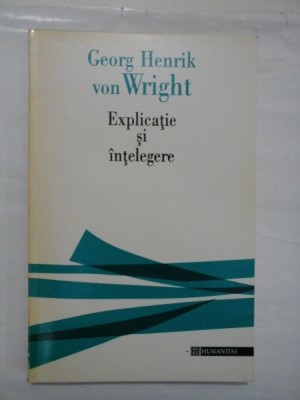 Georg Henrik
von Wright
Explicaţie
şi
înţelegere
HUMANITAS